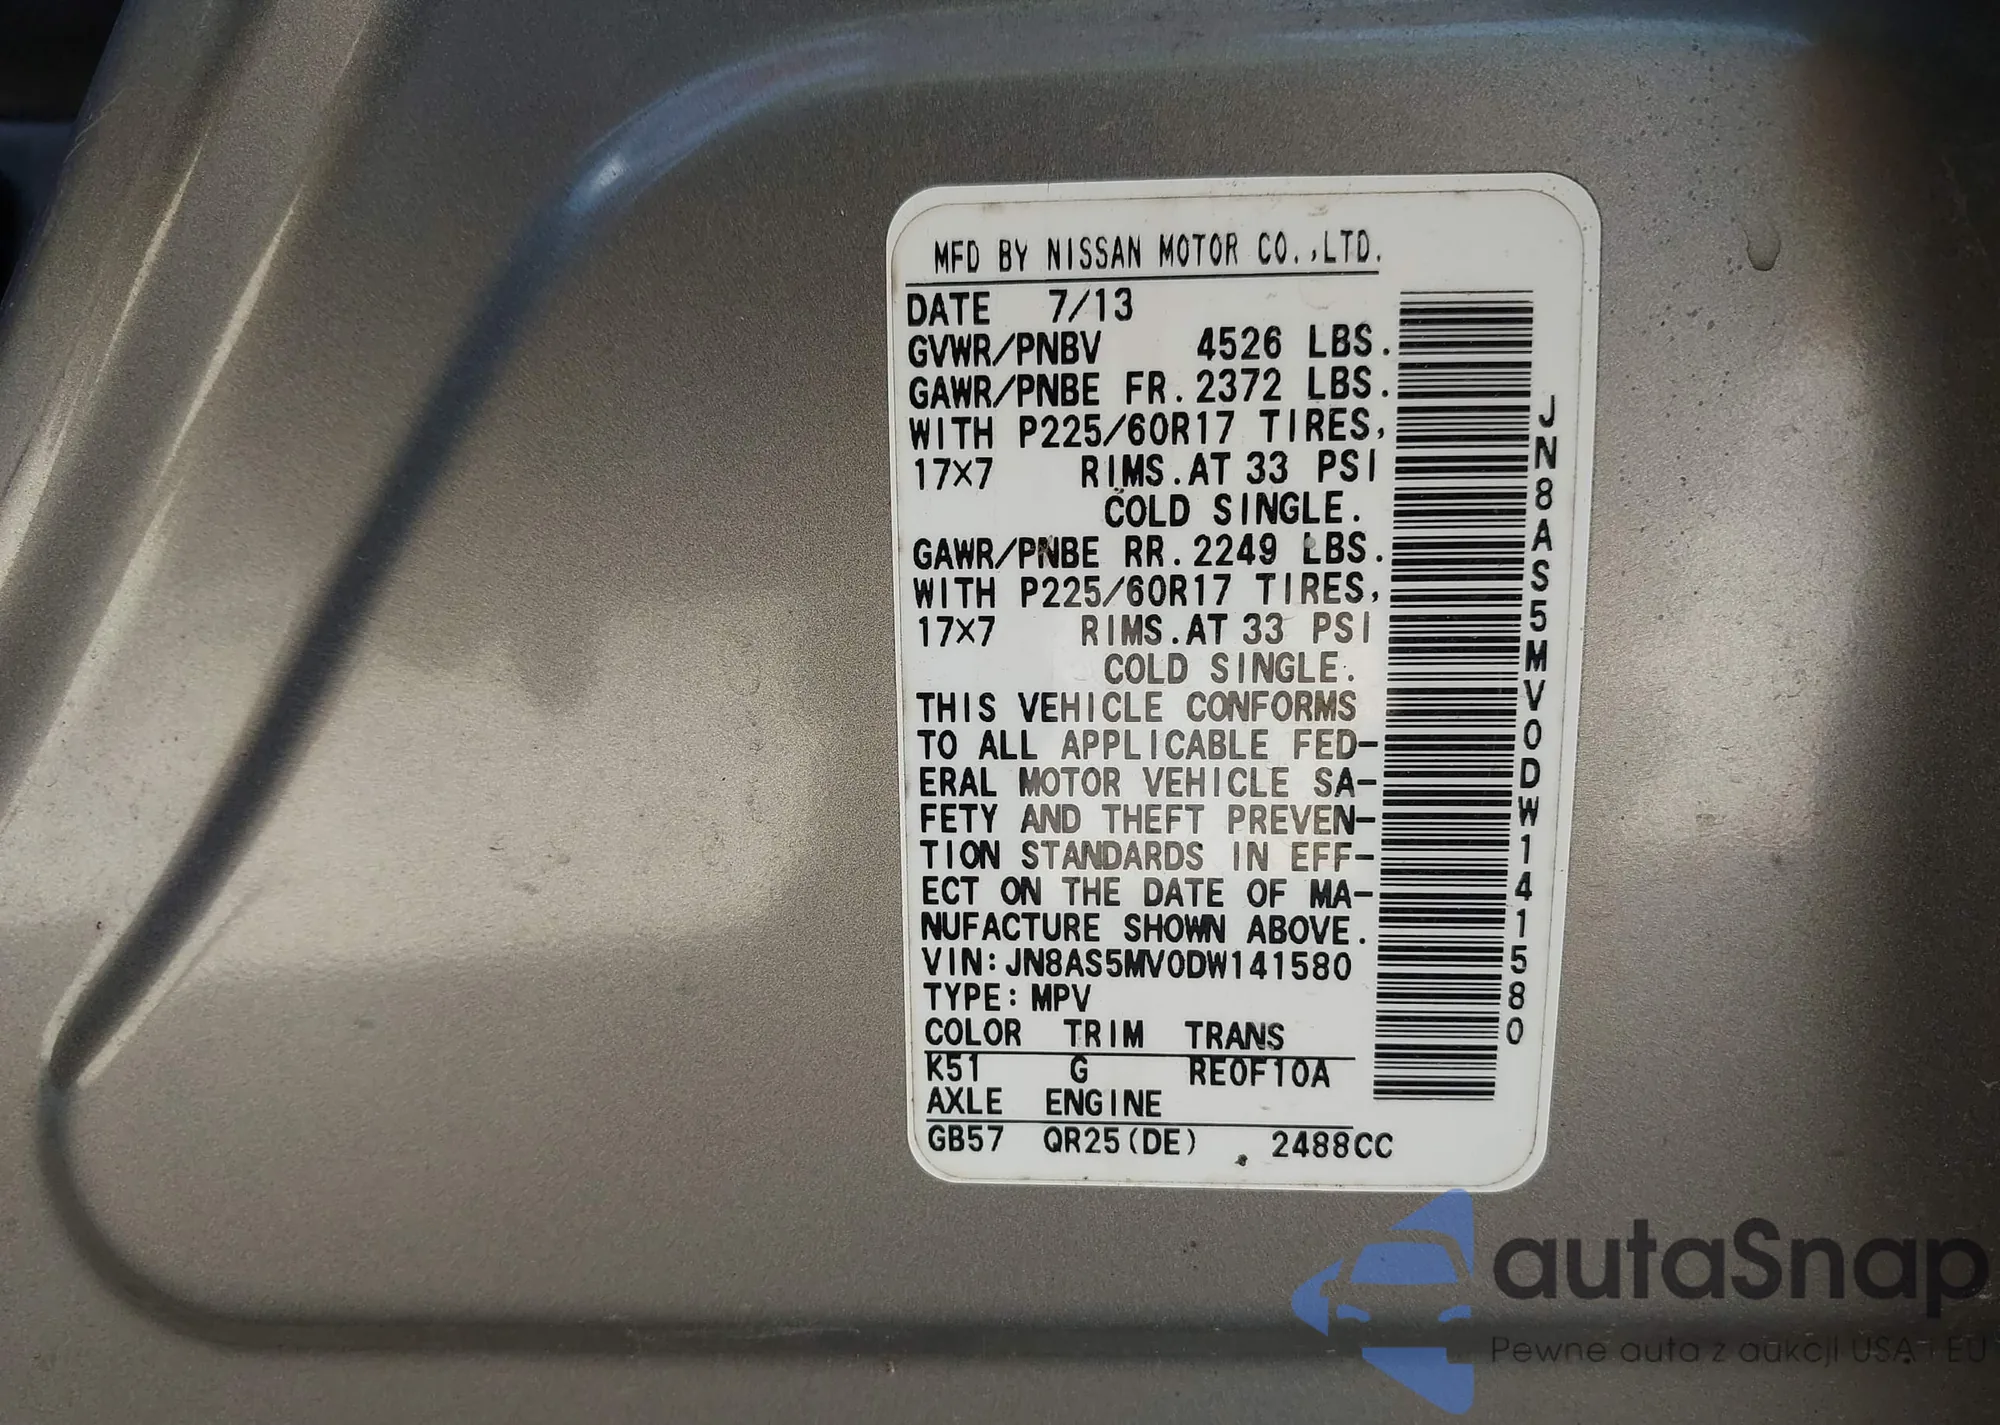 MFD BY NISSAN MOTOR CO.,LTD.
DATE 7/13
GVWR/PNBV 4526 LBS.
GAWR/PNBE FR.2372 LBS.
WITH P225/60R17 TIRES,
17×7 RIMS.AT 33 PSI
COLD SINGLE.
GAWR/PNBE RR.2249 LBS.
WITH P225/60R17 TIRES,
17×7 RIMS.AT 33 PSI
COLD SINGLE.
THIS VEHICLE CONFORMS
TO ALL APPLICABLE FED-
ERAL MOTOR VEHICLE SA-
FETY AND THEFT PREVEN-
TION STANDARDS IN EFF-
ECT ON THE DATE OF MA-
NUFACTURE SHOWN ABOVE.
VIN:JN8AS5MV0DW141580
TYPE:MPV
COLOR TRIM TRANS
K51 G RE0F10A
AXLE ENGINE
GB57 QR25(DE) 2488CC
JN8AS5MV0DW141580
autaSnap
Pewne auta z aukcji USA i EU